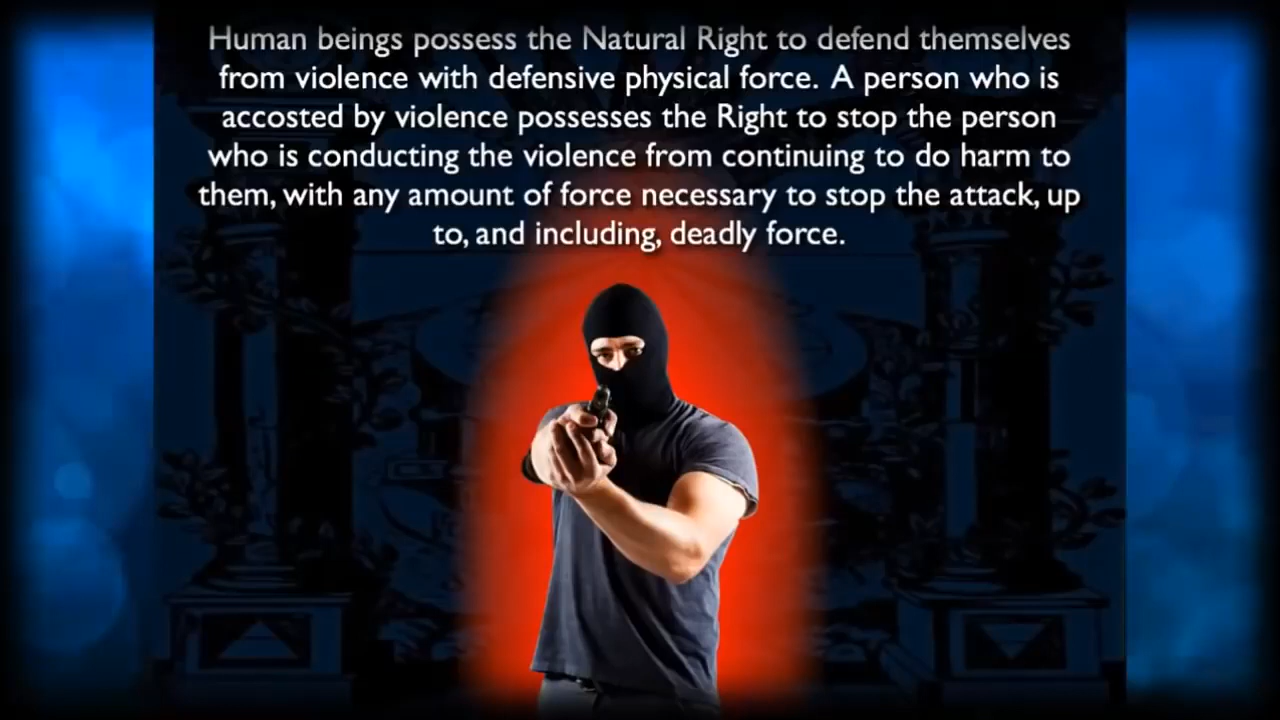 Human beings possess the Natural Right to defend themselves
from violence with defensive physical force. A person who is
accosted by violence possesses the Right to stop the person
who is conducting the violence from continuing to do harm to
them, with any amount of force necessary to stop the attack, up
to, and including, deadly force.